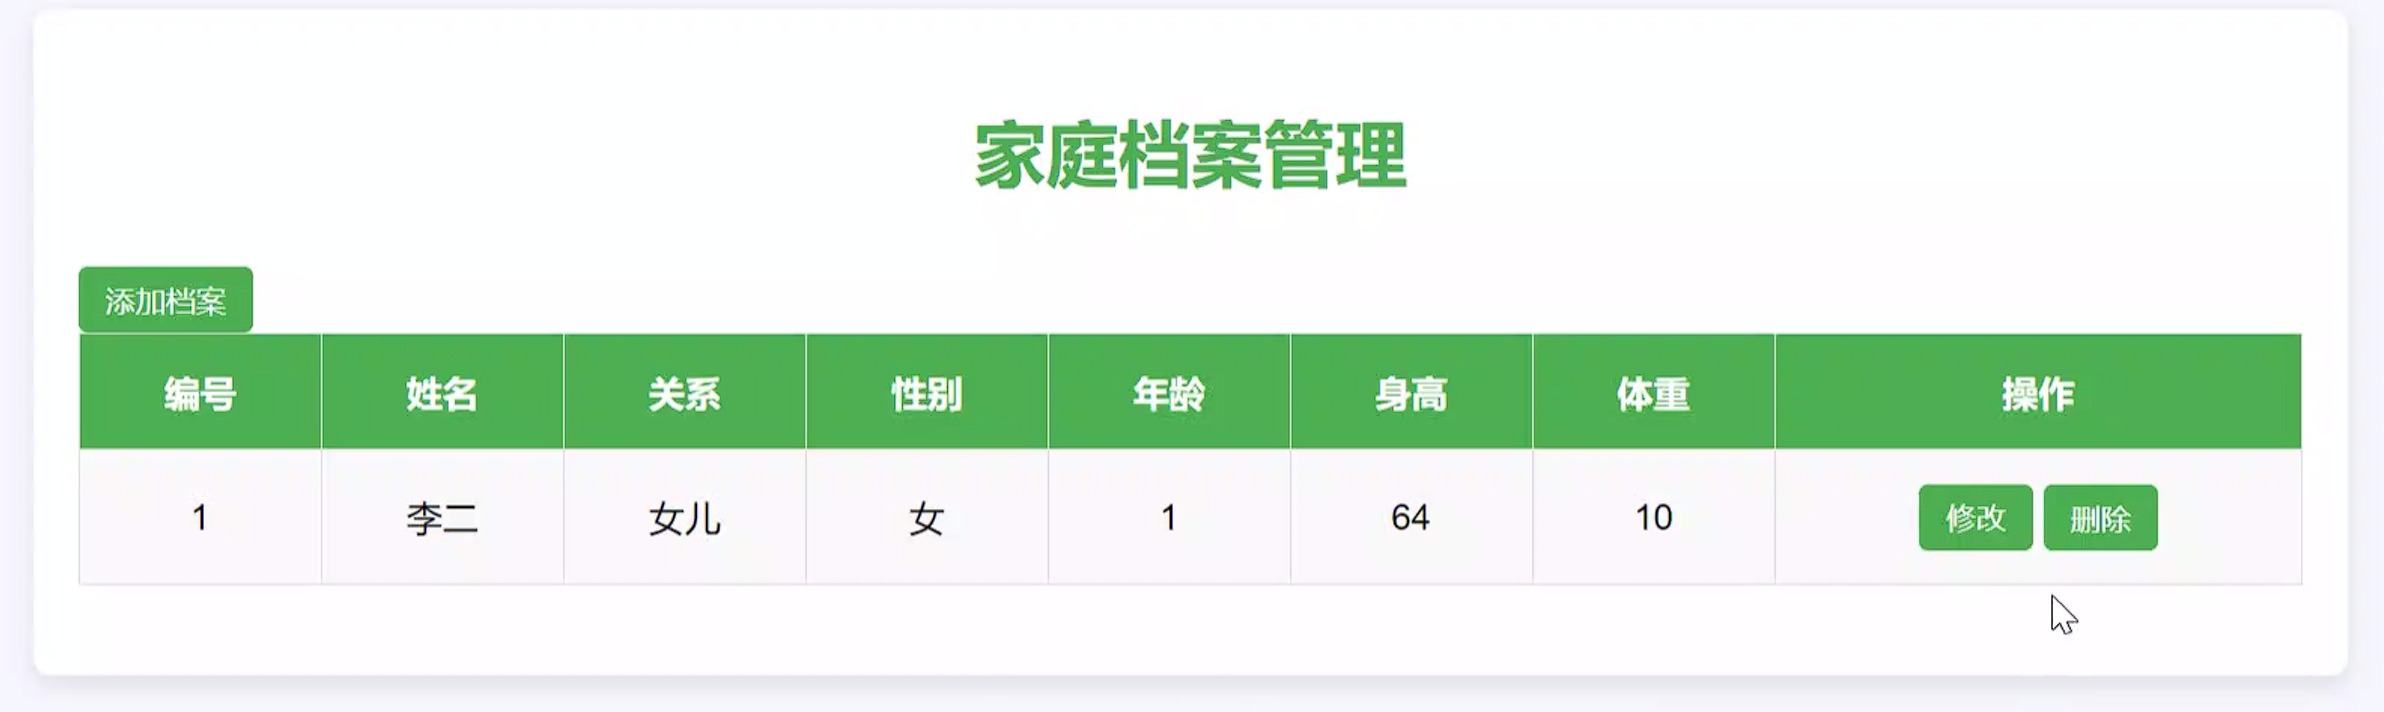 家庭档案管理
添加档案
编号 姓名 关系 性别 年龄 身高 体重 操作
1 李二 女儿 女 1 64 10 修改 删除